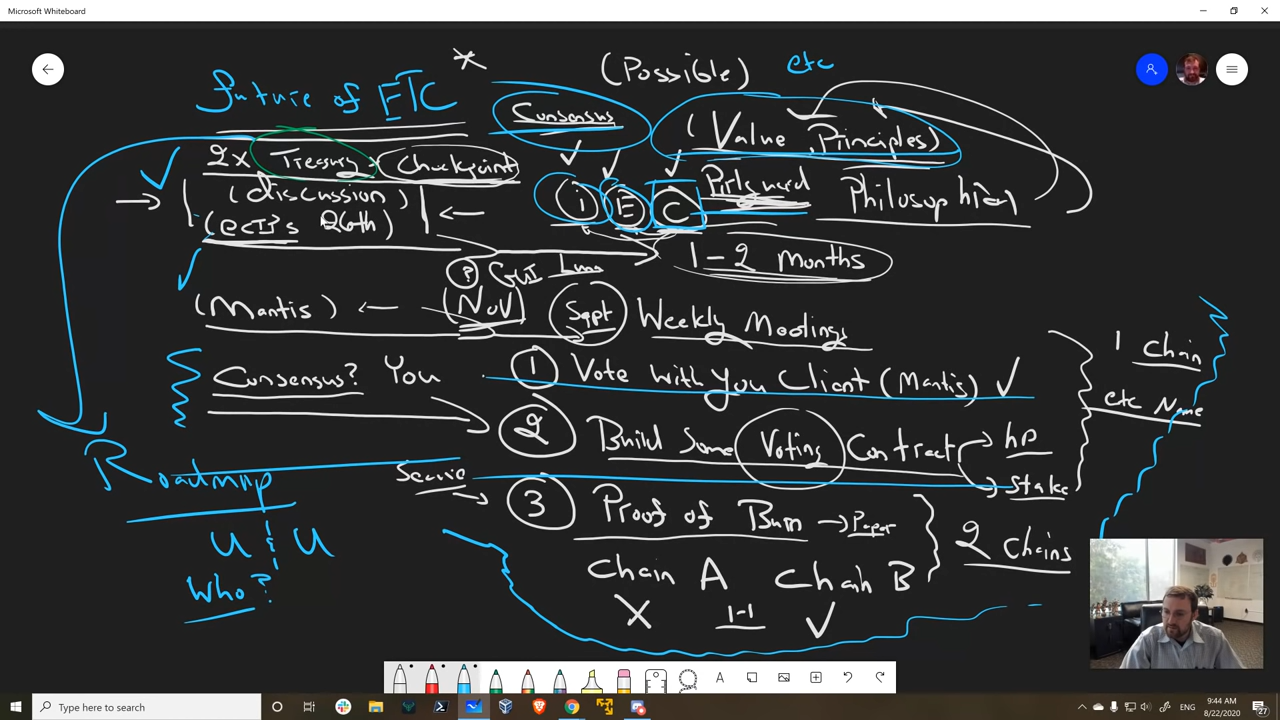 Microsoft Whiteboard
Future of ETC
(Possible) etc
Consensus
(Value, Principles)
2x Treasury Checkpoint
(discussion)
(ECIPs 26th)
I E C
Philosophical
1-2 months
? GUI
(Mantis) ← (Nov) Sept Weekly Meetings
Consensus? You
1 Vote with you Client (Mantis)
2 Build Some Voting Contract → hp
→ Stake
3 Proof of Burn → Paper
Chain A Chain B
X 1-1 ✓
1 Chain
etc Name
2 chains
Roadmap
U & U
Who?
Type here to search
ENG
9:44 AM
8/22/2020
27